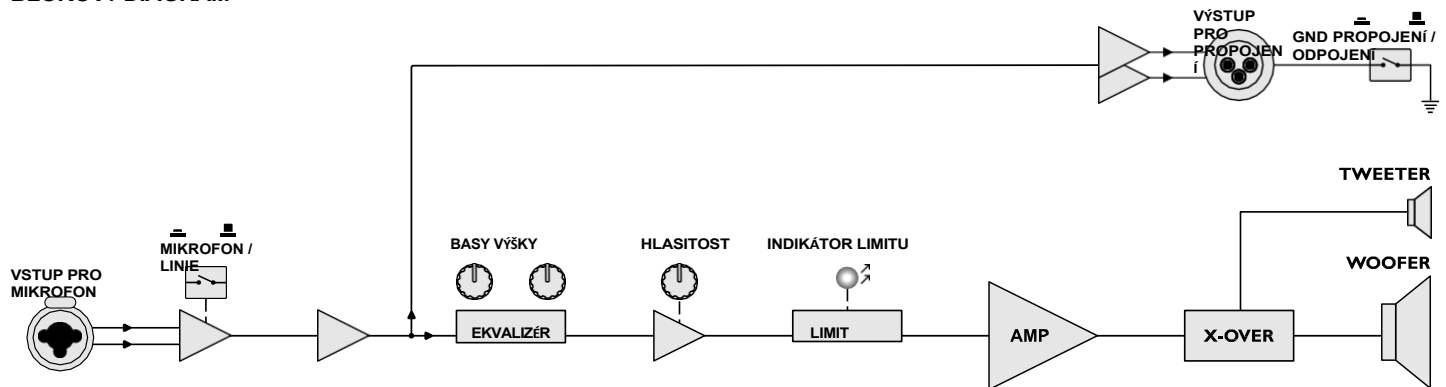 VÝSTUP
PRO
PROPOJEN
Í
GND PROPOJENÍ /
ODPOJENÍ
TWEETER
MIKROFON /
LINIE
BASY VÝŠKY
HLASITOST
INDIKÁTOR LIMITU
WOOFER
VSTUP PRO
MIKROFON
EKVALIZÉR
LIMIT
AMP
X-OVER